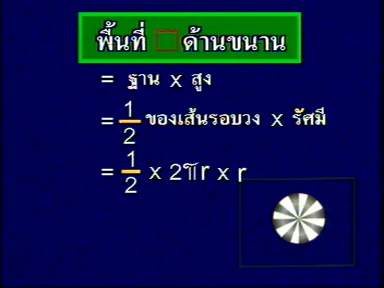 พื้นที่ □ ด้านขนาน
= ฐาน x สูง
= 1/2 ของเส้นรอบวง x รัศมี
= 1/2 x 2πr x r